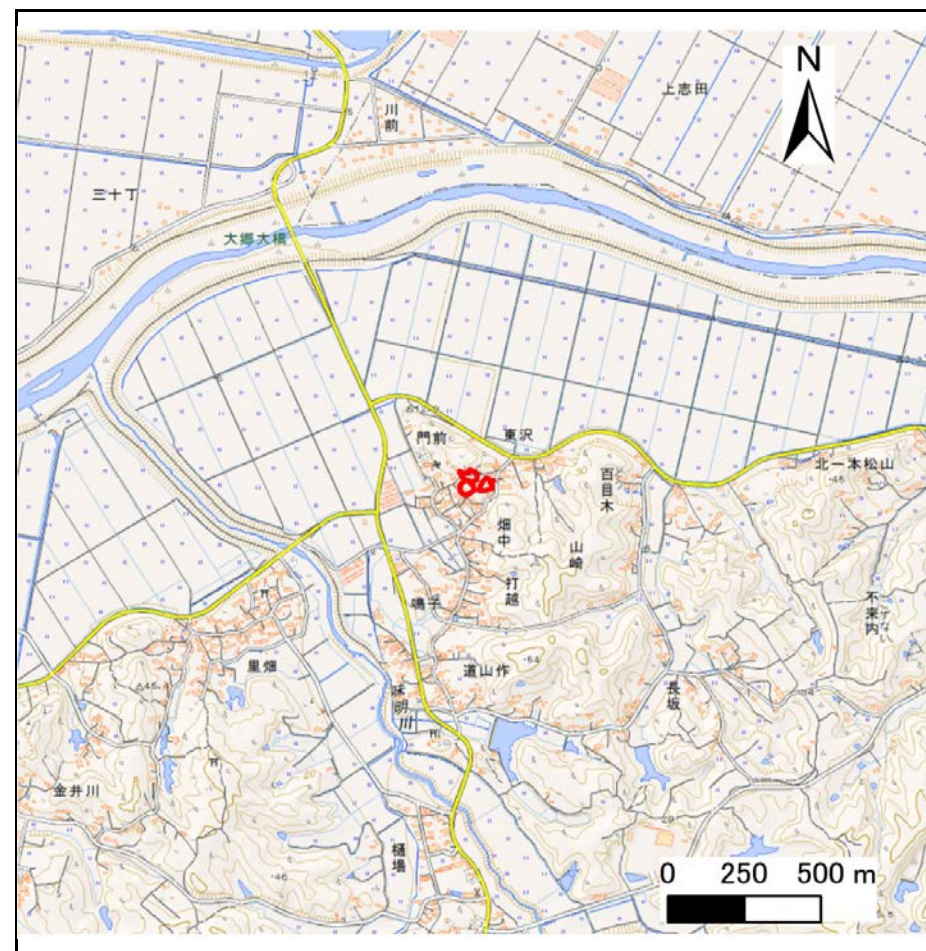 上志田
N
川前
三十丁
大郷大橋
門前
東沢
百目木
北一本松山
畑中
山崎
打越
鳴子
不来内
里畑
道山作
味明川
長坂
金井川
樋場
0 250 500 m